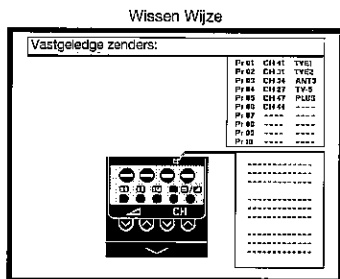 Wissen Wijze
Vastgeledge zenders:
Pr 01 CH 41 TVE1
Pr 02 CH 31 TVE2
Pr 03 CH 34 ANT3
Pr 04 CH 27 TV-5
Pr 05 CH 47 PLUS
Pr 06 CH 44 ----
Pr 07 ---- ----
Pr 08 ---- ----
Pr 09 ---- ----
Pr 10 ---- ----
CH